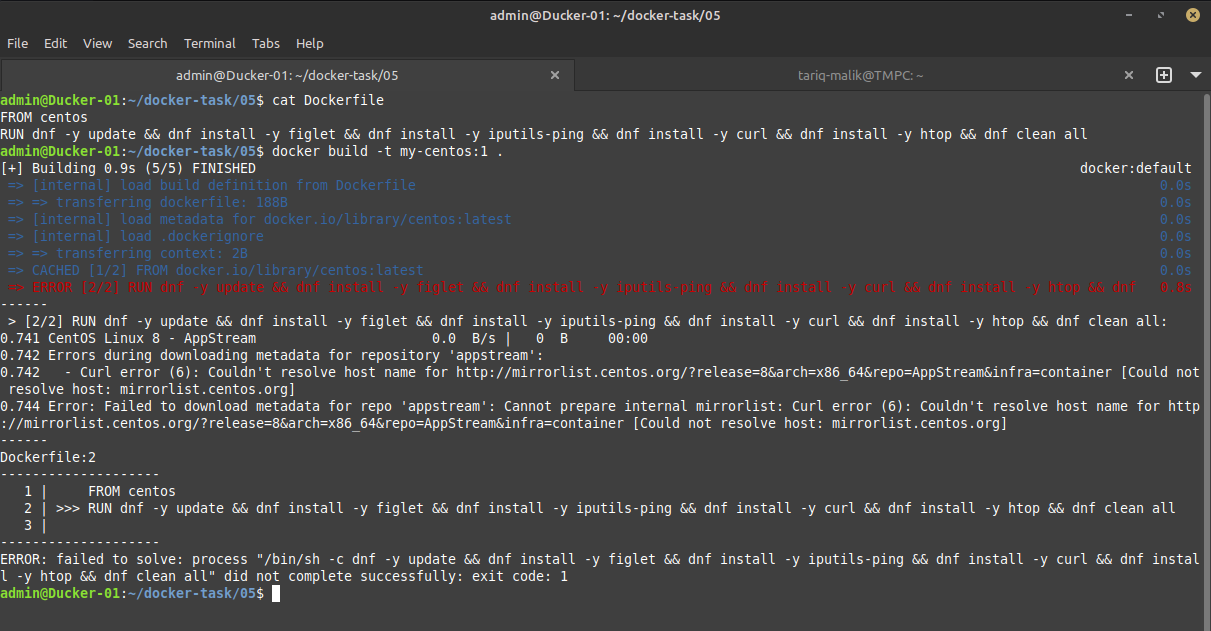 admin@Ducker-01: ~/docker-task/05
File Edit View Search Terminal Tabs Help
admin@Ducker-01: ~/docker-task/05
tariq-malik@TMPC: ~
admin@Ducker-01:~/docker-task/05$ cat Dockerfile
FROM centos
RUN dnf -y update && dnf install -y figlet && dnf install -y iputils-ping && dnf install -y curl && dnf install -y htop && dnf clean all
admin@Ducker-01:~/docker-task/05$ docker build -t my-centos:1 .
[+] Building 0.9s (5/5) FINISHED docker:default
=> [internal] load build definition from Dockerfile 0.0s
=> => transferring dockerfile: 188B 0.0s
=> [internal] load metadata for docker.io/library/centos:latest 0.0s
=> [internal] load .dockerignore 0.0s
=> => transferring context: 2B 0.0s
=> CACHED [1/2] FROM docker.io/library/centos:latest 0.0s
=> ERROR [2/2] RUN dnf -y update && dnf install -y figlet && dnf install -y iputils-ping && dnf install -y curl && dnf install -y htop && dnf 0.8s
------
> [2/2] RUN dnf -y update && dnf install -y figlet && dnf install -y iputils-ping && dnf install -y curl && dnf install -y htop && dnf clean all:
0.741 CentOS Linux 8 - AppStream 0.0 B/s | 0 B 00:00
0.742 Errors during downloading metadata for repository 'appstream':
0.742 - Curl error (6): Couldn't resolve host name for http://mirrorlist.centos.org/?release=8&arch=x86_64&repo=AppStream&infra=container [Could not
resolve host: mirrorlist.centos.org]
0.744 Error: Failed to download metadata for repo 'appstream': Cannot prepare internal mirrorlist: Curl error (6): Couldn't resolve host name for http
://mirrorlist.centos.org/?release=8&arch=x86_64&repo=AppStream&infra=container [Could not resolve host: mirrorlist.centos.org]
------
Dockerfile:2
--------------------
1 | FROM centos
2 | >>> RUN dnf -y update && dnf install -y figlet && dnf install -y iputils-ping && dnf install -y curl && dnf install -y htop && dnf clean all
3 |
--------------------
ERROR: failed to solve: process "/bin/sh -c dnf -y update && dnf install -y figlet && dnf install -y iputils-ping && dnf install -y curl && dnf instal
l -y htop && dnf clean all" did not complete successfully: exit code: 1
admin@Ducker-01:~/docker-task/05$